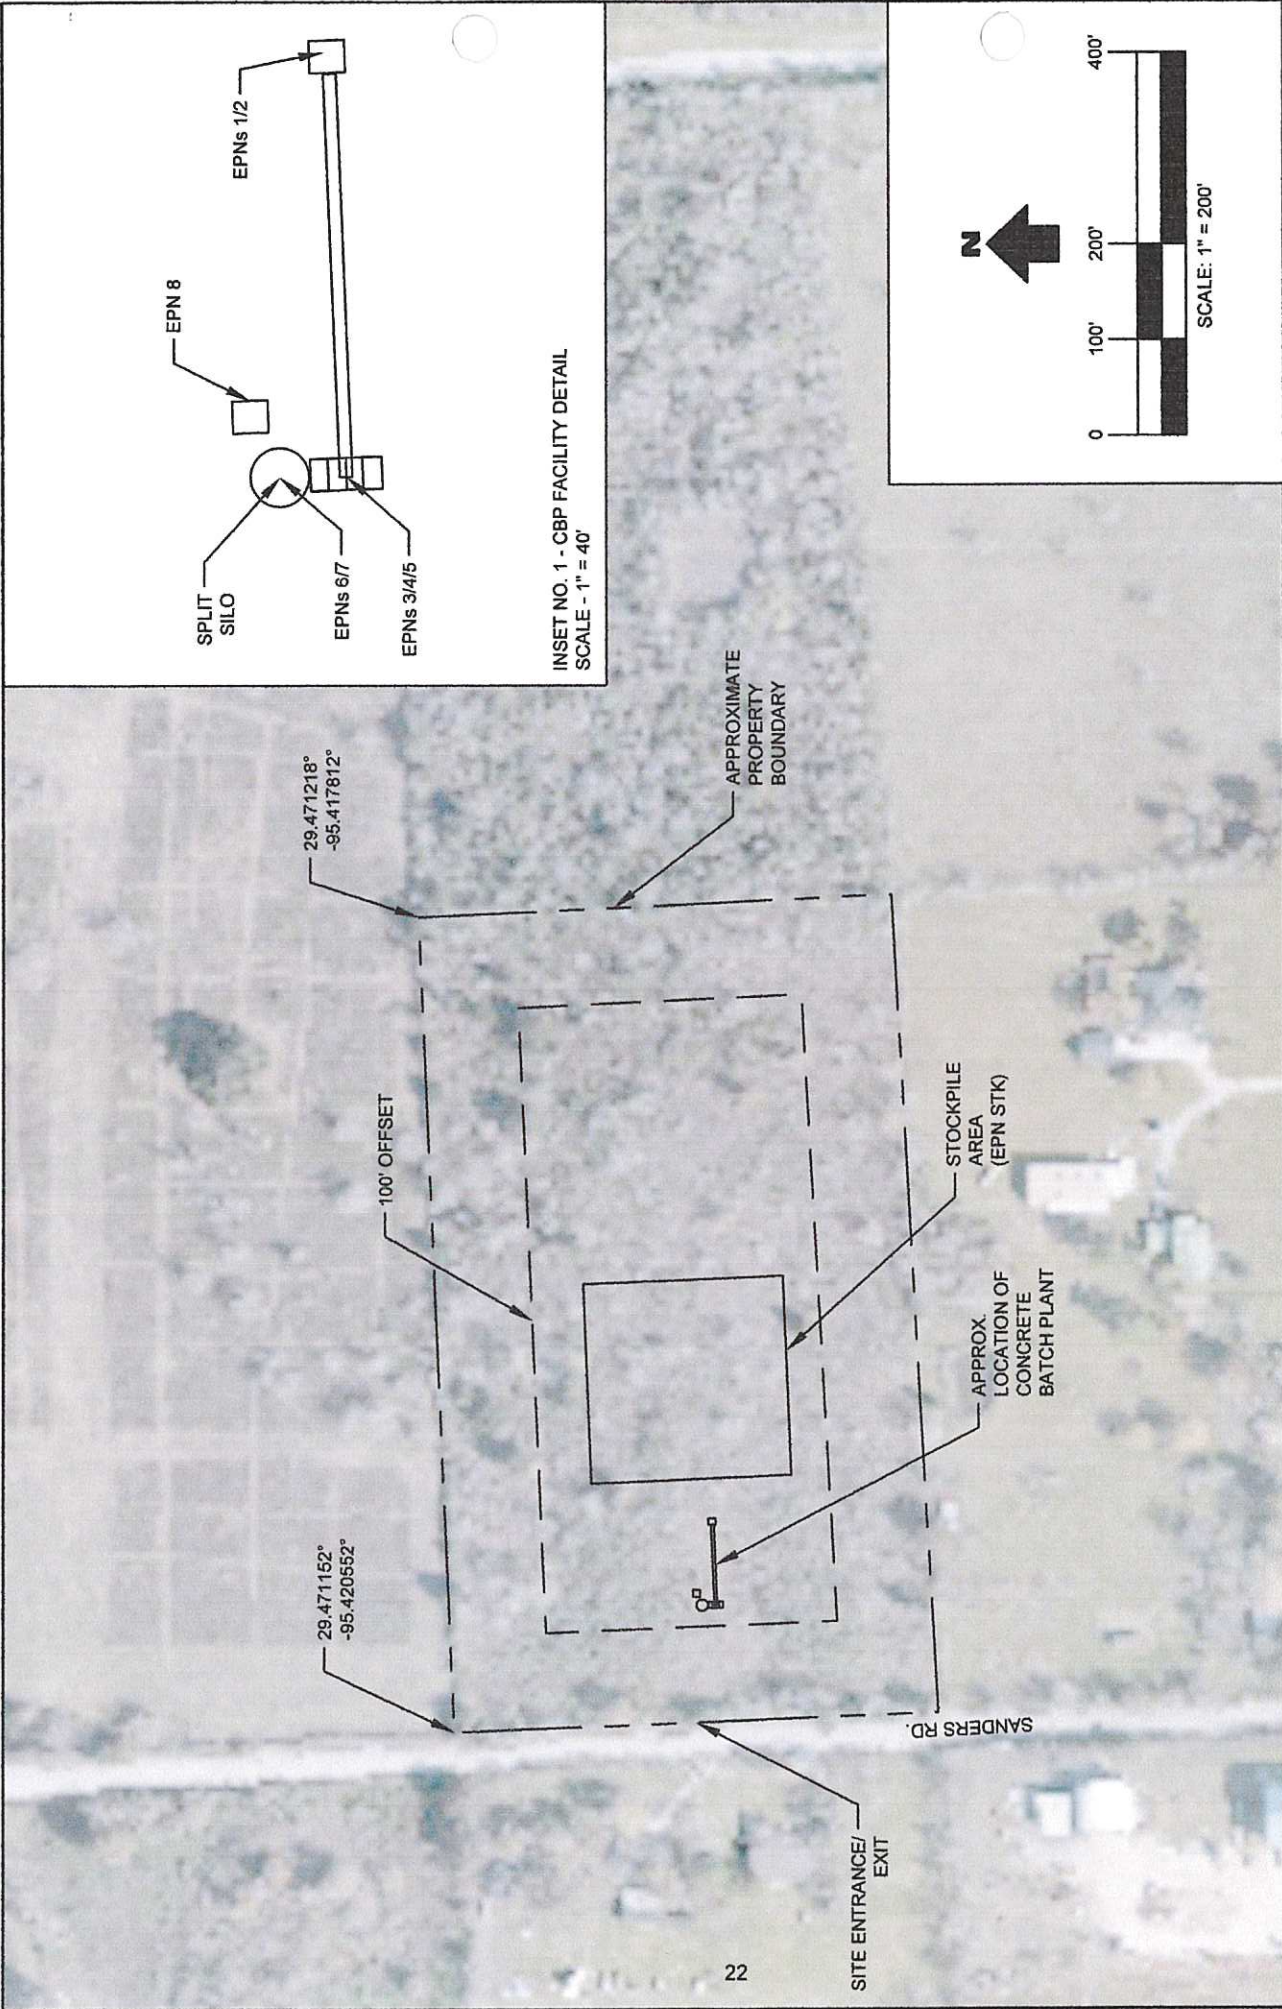 EPN 8
EPNs 1/2
SPLIT
SILO
EPNs 6/7
EPNs 3/4/5
INSET NO. 1 - CBP FACILITY DETAIL
SCALE - 1" = 40'
29.471152°
-95.420552°
100' OFFSET
29.471218°
-95.417812°
APPROXIMATE
PROPERTY
BOUNDARY
STOCKPILE
AREA
(EPN STK)
APPROX.
LOCATION OF
CONCRETE
BATCH PLANT
SITE ENTRANCE/
EXIT
SANDERS RD.
N
0
100'
200'
400'
SCALE: 1" = 200'
22